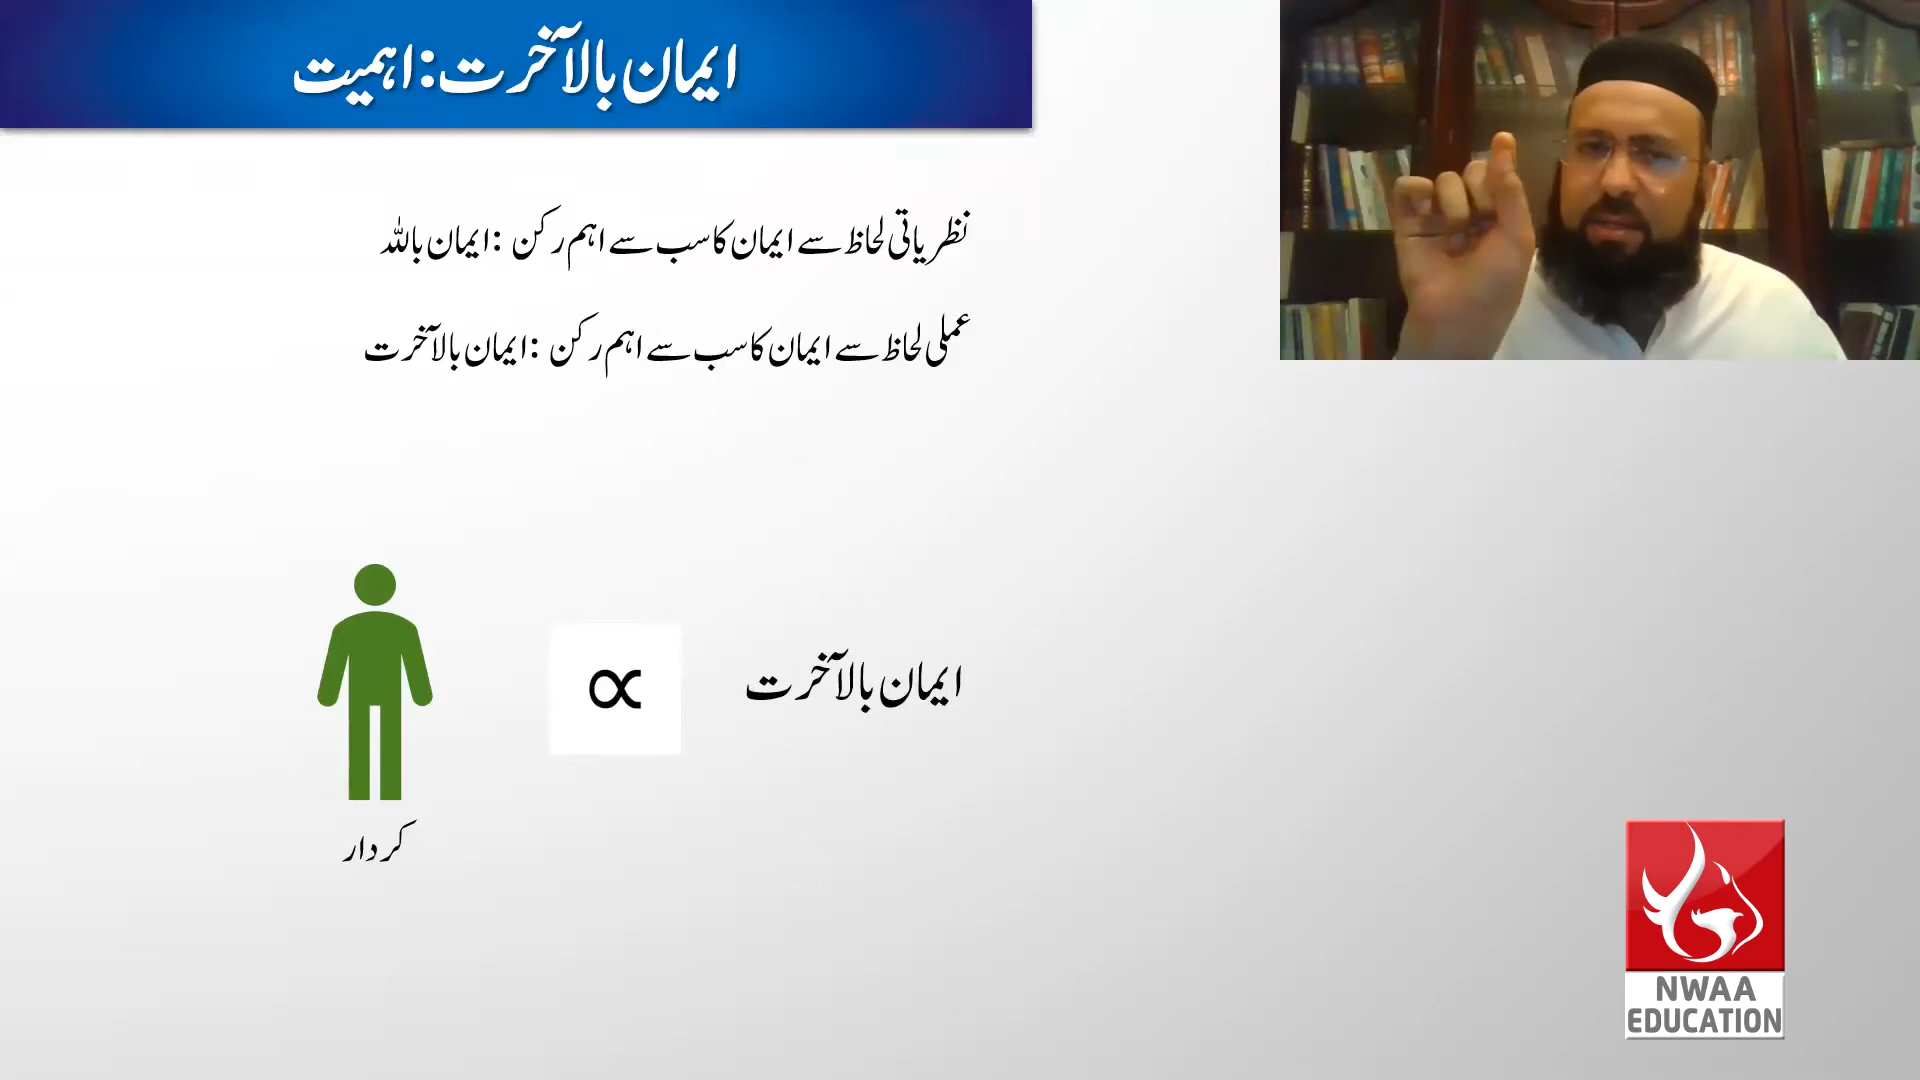 ایمان بالآخرت: اہمیت
نظریاتی لحاظ سے ایمان کا سب سے اہم رکن: ایمان باللہ
عملی لحاظ سے ایمان کا سب سے اہم رکن: ایمان بالآخرت
ایمان بالآخرت ∝
کردار
NWAA
EDUCATION